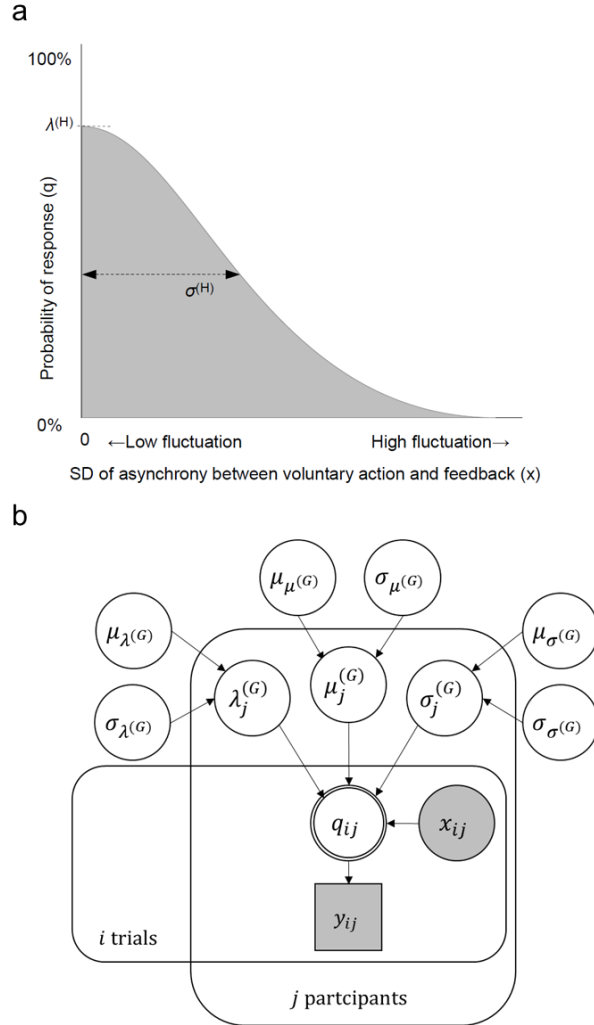 a
100%
λ(H)
Probability of response (q)
σ(H)
0%
0 ←Low fluctuation High fluctuation→
SD of asynchrony between voluntary action and feedback (x)
b
μμ(G) σμ(G)
μλ(G) μσ(G)
λj(G) μj(G) σj(G)
σλ(G) σσ(G)
qij xij
yij
i trials
j partcipants